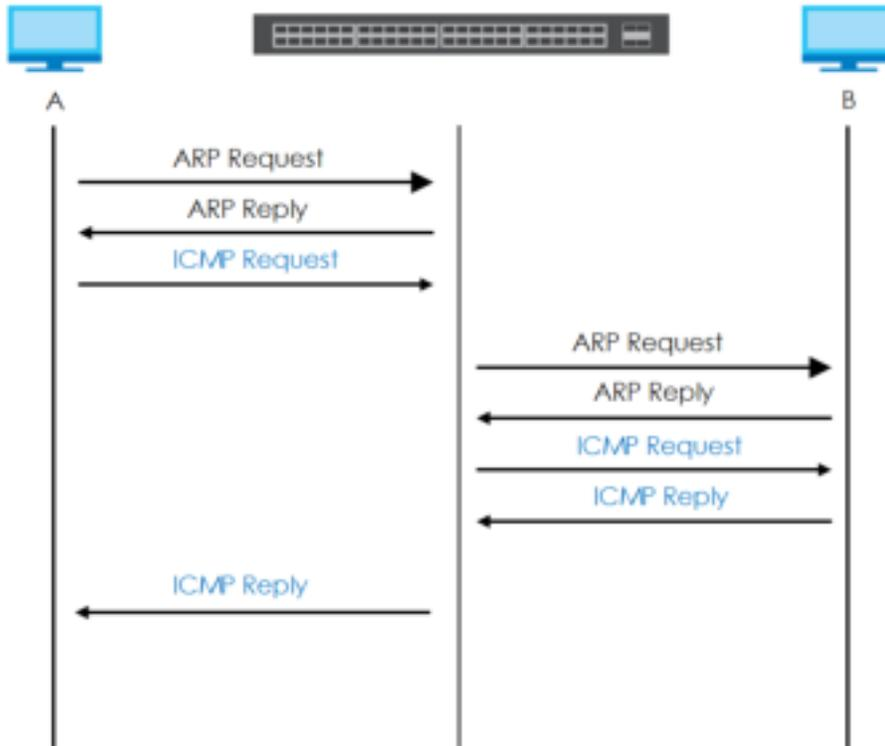 A
B
ARP Request
ARP Reply
ICMP Request
ARP Request
ARP Reply
ICMP Request
ICMP Reply
ICMP Reply